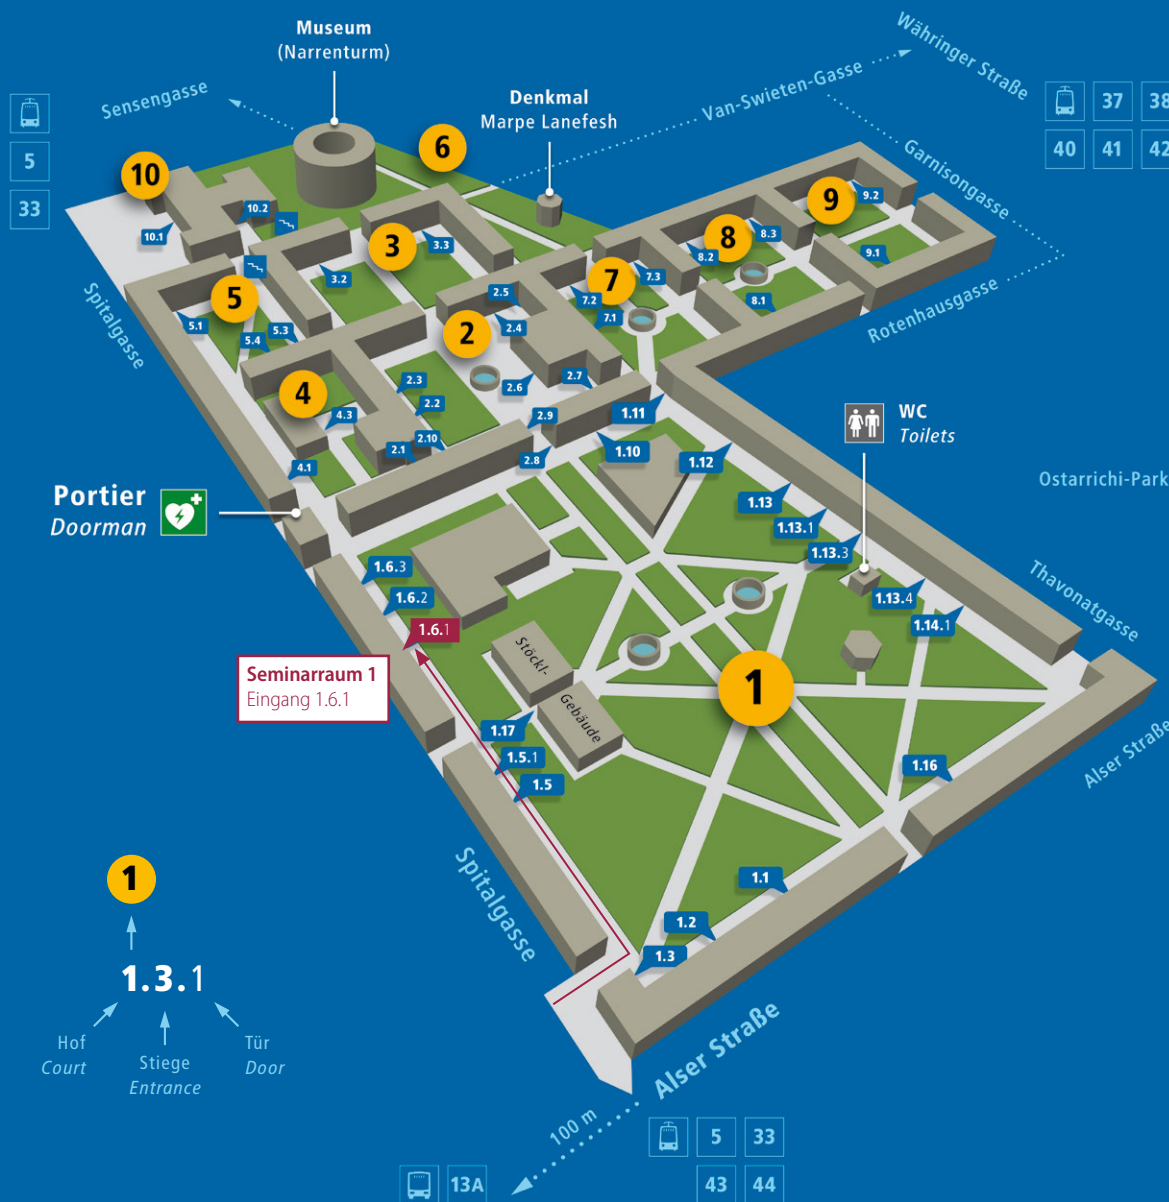 Museum
(Narrenturm)
Denkmal
Marpe Lanefesh
Sensengasse
Van-Swieten-Gasse
Währinger Straße
Garnisongasse
Rotenhausgasse
5
33
37
38
40
41
42
10
6
9
3
8
7
5
2
4
10.1
10.2
3.3
3.2
9.2
9.1
8.3
8.2
8.1
7.3
7.2
7.1
2.5
2.4
5.1
5.3
5.4
2.3
2.2
2.6
2.7
2.9
2.8
2.10
2.1
4.3
4.1
Spitalgasse
Portier
Doorman
WC
Toilets
Ostarrichi-Park
Thavonatgasse
Alser Straße
1.11
1.10
1.12
1.13
1.13.1
1.13.3
1.13.4
1.14.1
1.6.3
1.6.2
1.6.1
Seminarraum 1
Eingang 1.6.1
Stöckl-
Gebäude
1
1.17
1.5.1
1.5
1.16
1.1
1.2
1.3
Spitalgasse
Alser Straße
1
1.3.1
Hof
Court
Stiege
Entrance
Tür
Door
100 m
5
33
43
44
13A